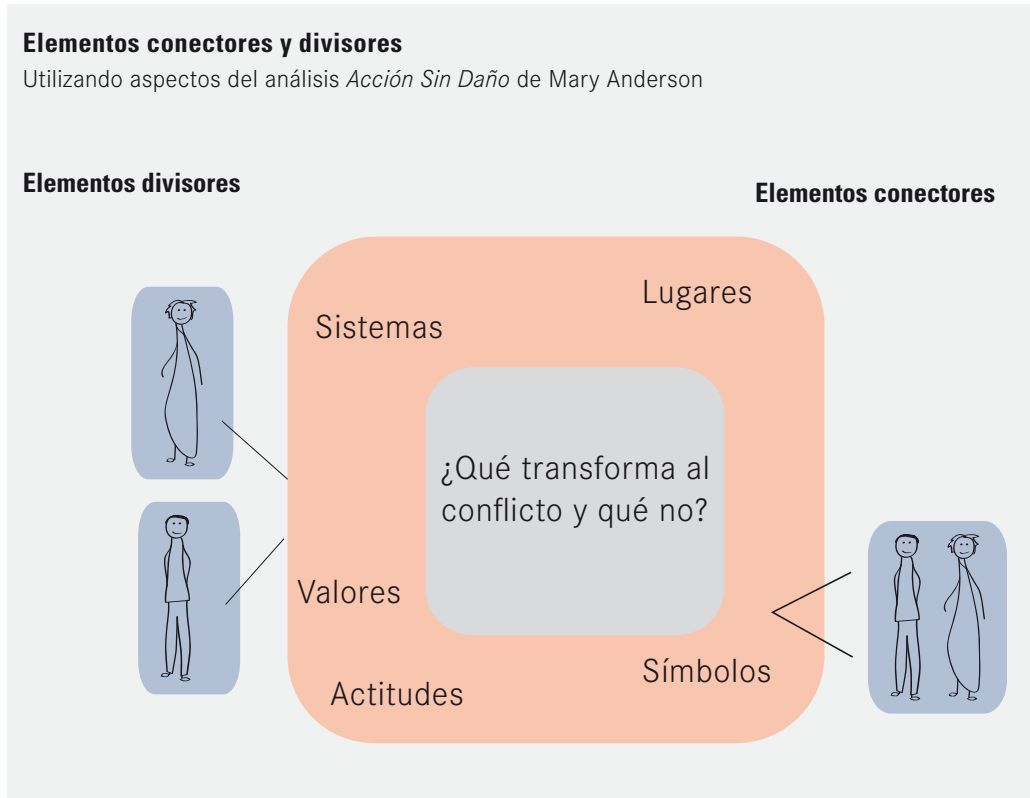 Elementos conectores y divisores
Utilizando aspectos del análisis Acción Sin Daño de Mary Anderson
Elementos divisores
Elementos conectores
Lugares
Sistemas
¿Qué transforma al
conflicto y qué no?
Valores
Símbolos
Actitudes